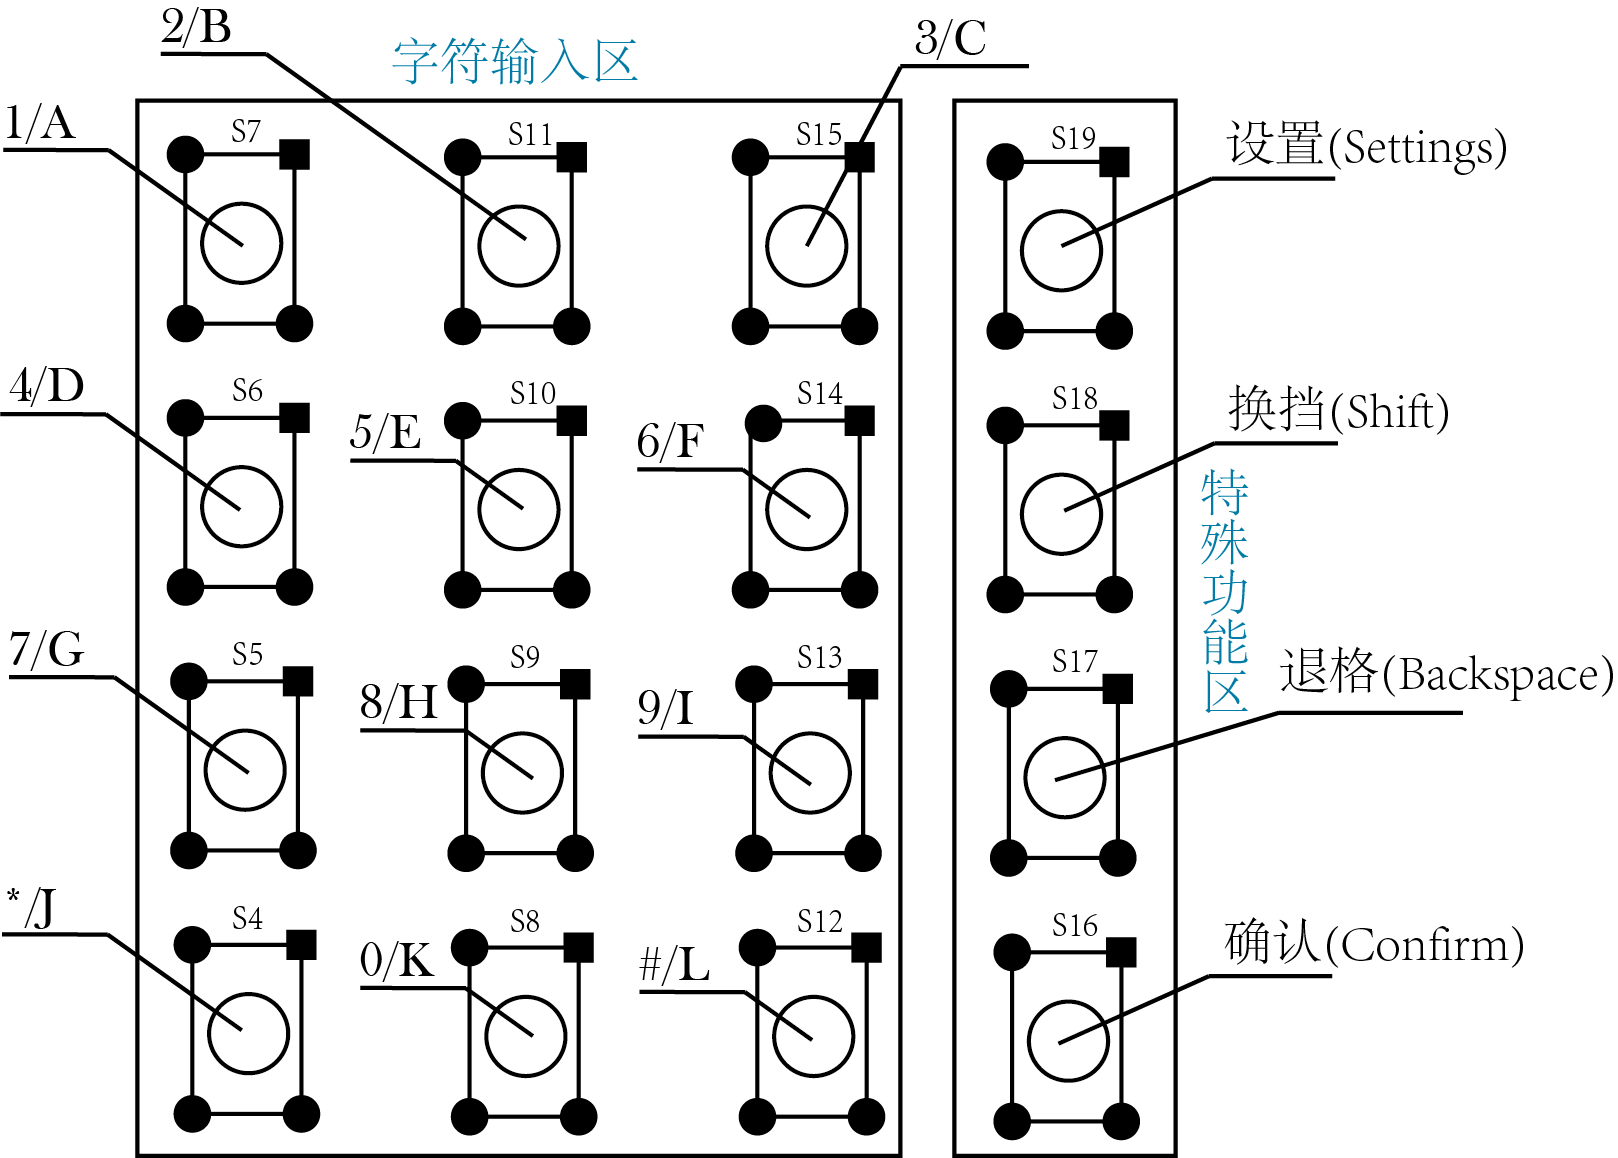 2/B
字符输入区
3/C
1/A
S7
S11
S15
S19
设置(Settings)
4/D
S6
S10
S14
S18
换挡(Shift)
5/E
6/F
特殊功能区
7/G
S5
S9
S13
S17
退格(Backspace)
8/H
9/I
*/J
S4
S8
S12
S16
确认(Confirm)
0/K
#/L